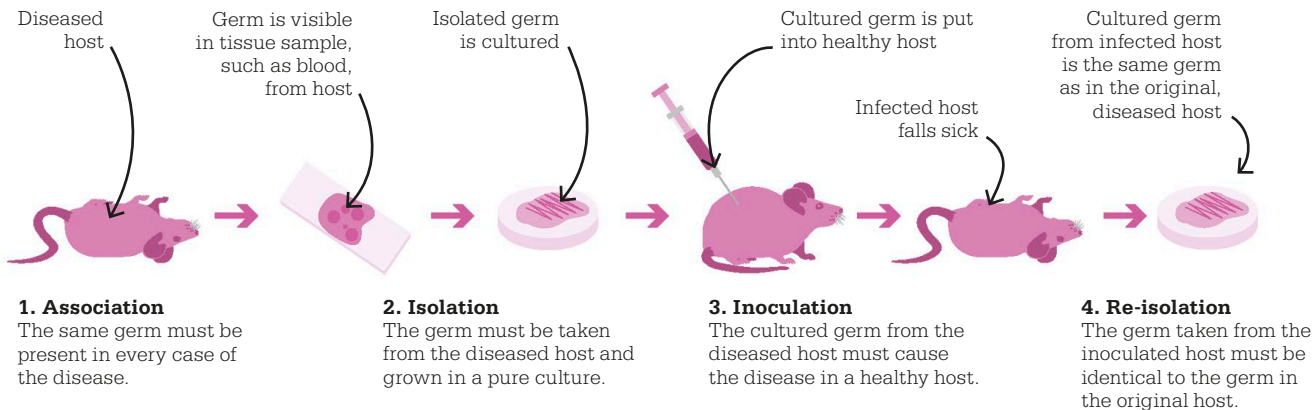 Diseased
host
Germ is visible
in tissue sample,
such as blood,
from host
Isolated germ
is cultured
Cultured germ is put
into healthy host
Infected host
falls sick
Cultured germ
from infected host
is the same germ
as in the original,
diseased host
1. Association
The same germ must be
present in every case of
the disease.
2. Isolation
The germ must be taken
from the diseased host and
grown in a pure culture.
3. Inoculation
The cultured germ from the
diseased host must cause
the disease in a healthy host.
4. Re-isolation
The germ taken from the
inoculated host must be
identical to the germ in
the original host.